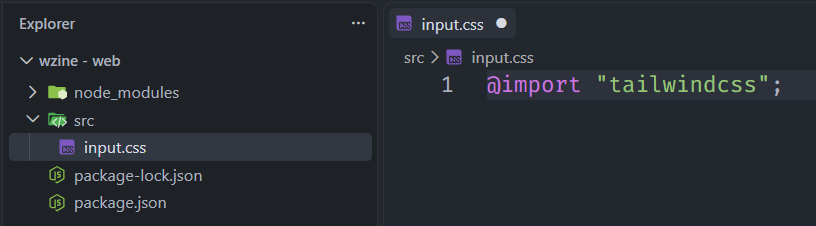 Explorer ···
wzine - web
node_modules
src
input.css
package-lock.json
package.json
input.css
src > input.css
1 @import "tailwindcss";